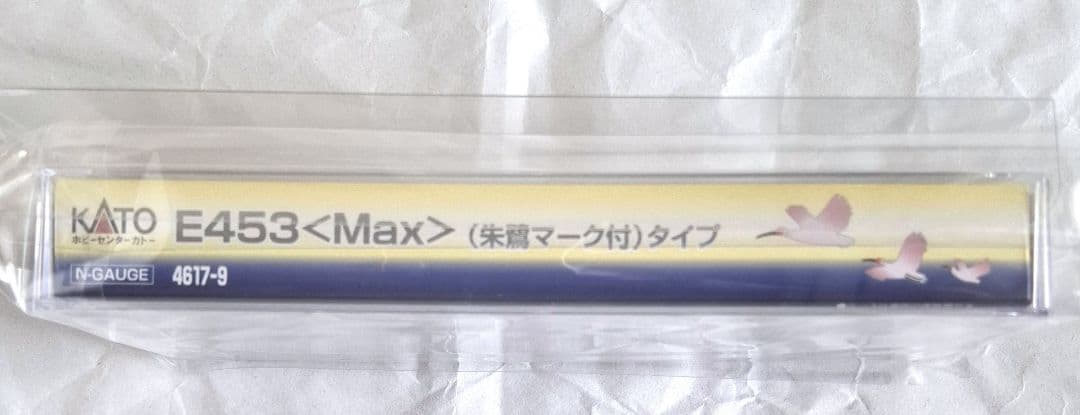 KATO
ホビーセンターカトー
E453<Max> (朱鷺マーク付)タイプ
N-GAUGE 4617-9